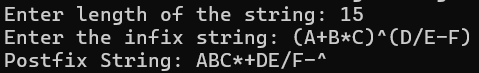 Enter length of the string: 15
Enter the infix string: (A+B*C)^(D/E-F)
Postfix String: ABC*+DE/F-^